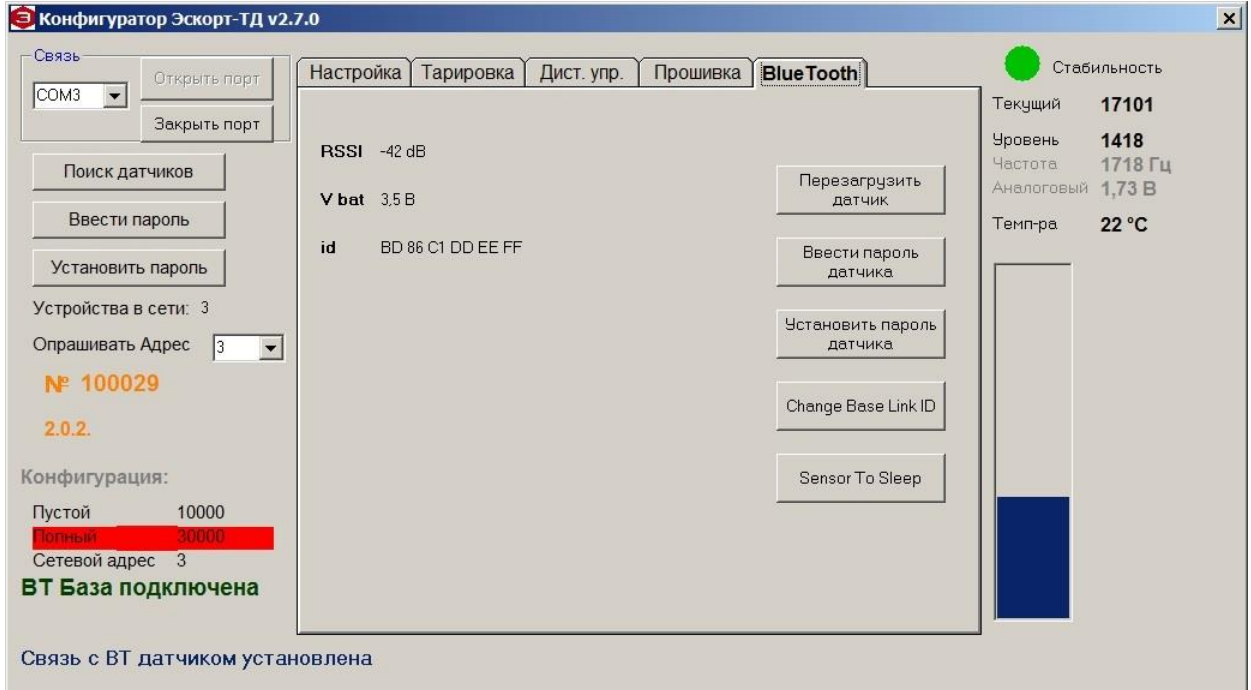 Конфигуратор Эскорт-ТД v2.7.0
Связь
COM3
Открыть порт
Закрыть порт
Поиск датчиков
Ввести пароль
Установить пароль
Устройства в сети: 3
Опрашивать Адрес 3
№ 100029
2.0.2.
Конфигурация:
Пустой 10000
Полный 30000
Сетевой адрес 3
BT База подключена
Связь с BT датчиком установлена
Настройка Тарировка Дист. упр. Прошивка BlueTooth
RSSI -42 dB
V bat 3,5 В
id BD 86 C1 DD EE FF
Перезагрузить
датчик
Ввести пароль
датчика
Установить пароль
датчика
Change Base Link ID
Sensor To Sleep
Стабильность
Текущий 17101
Уровень 1418
Частота 1718 Гц
Аналоговый 1,73 В
Темп-ра 22 °C